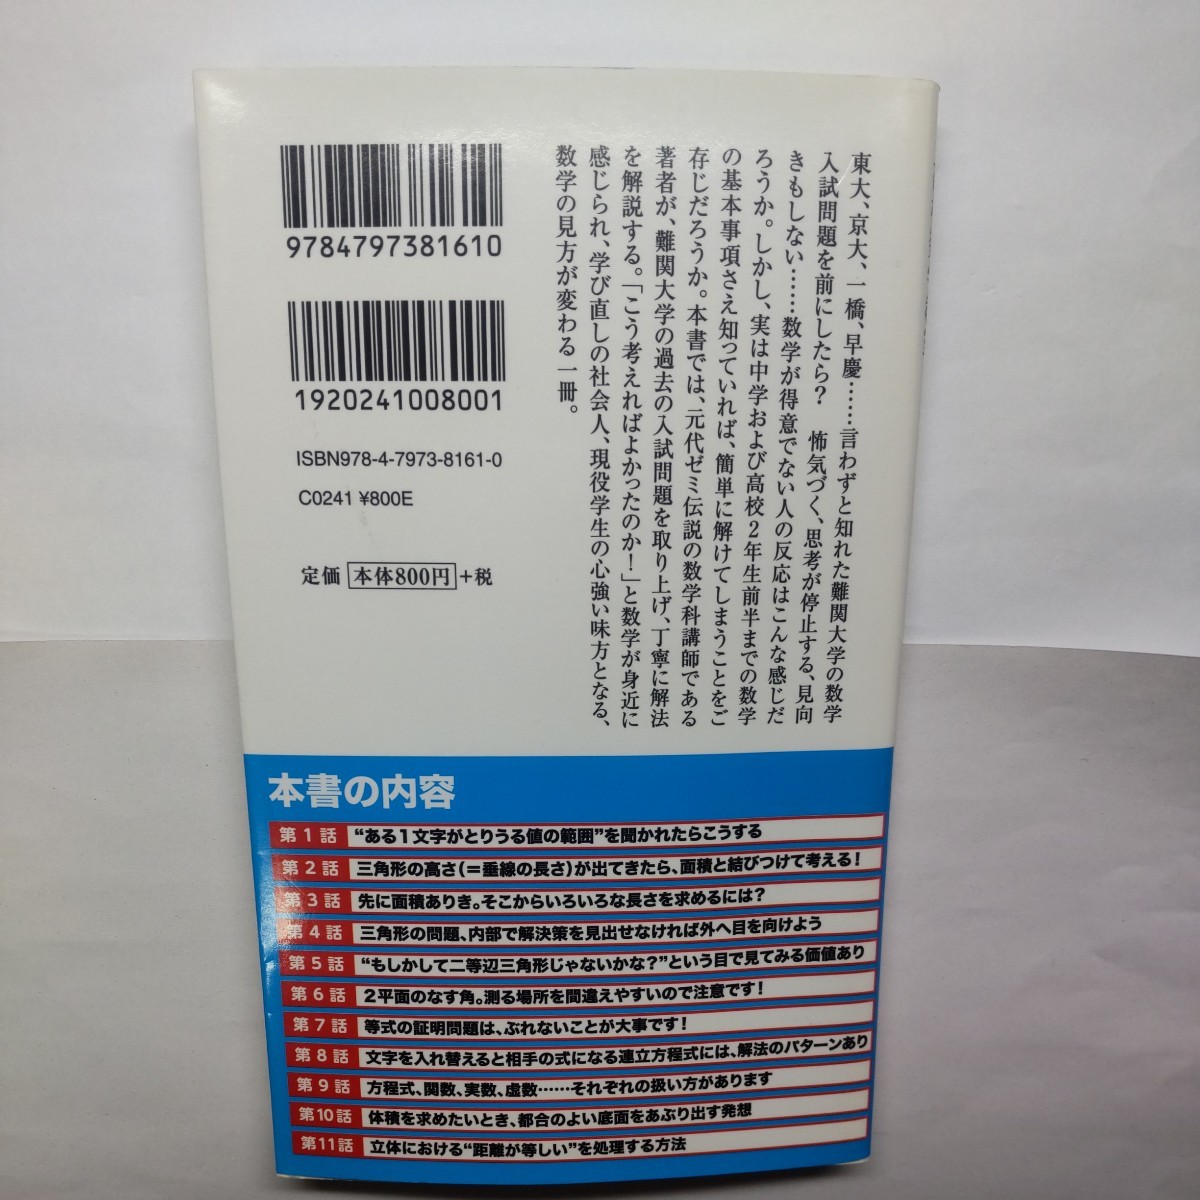 東大、京大、一橋、早慶……言わずと知れた難関大学の数学
入試問題を前にしたら？　怖気づく、思考が停止する、見向
きもしない……数学が得意でない人の反応はこんな感じだ
ろうか。しかし、実は中学および高校２年生前半までの数学
の基本事項さえ知っていれば、簡単に解けてしまうことをご
存じだろうか。本書では、元代ゼミ伝説の数学科講師である
著者が、難関大学の過去の入試問題を取り上げ、丁寧に解法
を解説する。「こう考えればよかったのか！」と数学が身近に
感じられ、学び直しの社会人、現役学生の心強い味方となる、
数学の見方が変わる一冊。
9784797381610
1920241008001
ISBN978-4-7973-8161-0
C0241 ¥800E
定価 本体800円 +税
本書の内容
第1話 “ある１文字がとりうる値の範囲”を聞かれたらこうする
第2話 三角形の高さ（＝垂線の長さ）が出てきたら、面積と結びつけて考える！
第3話 先に面積ありき。そこからいろいろな長さを求めるには？
第4話 三角形の問題、内部で解決策を見出せなければ外へ目を向けよう
第5話 “もしかして二等辺三角形じゃないかな？”という目で見てみる価値あり
第6話 ２平面のなす角。測る場所を間違えやすいので注意です！
第7話 等式の証明問題は、ぶれないことが大事です！
第8話 文字を入れ替えると相手の式になる連立方程式には、解法のパターンあり
第9話 方程式、関数、実数、虚数……それぞれの扱い方があります
第10話 体積を求めたいとき、都合のよい底面をあぶり出す発想
第11話 立体における“距離が等しい”を処理する方法